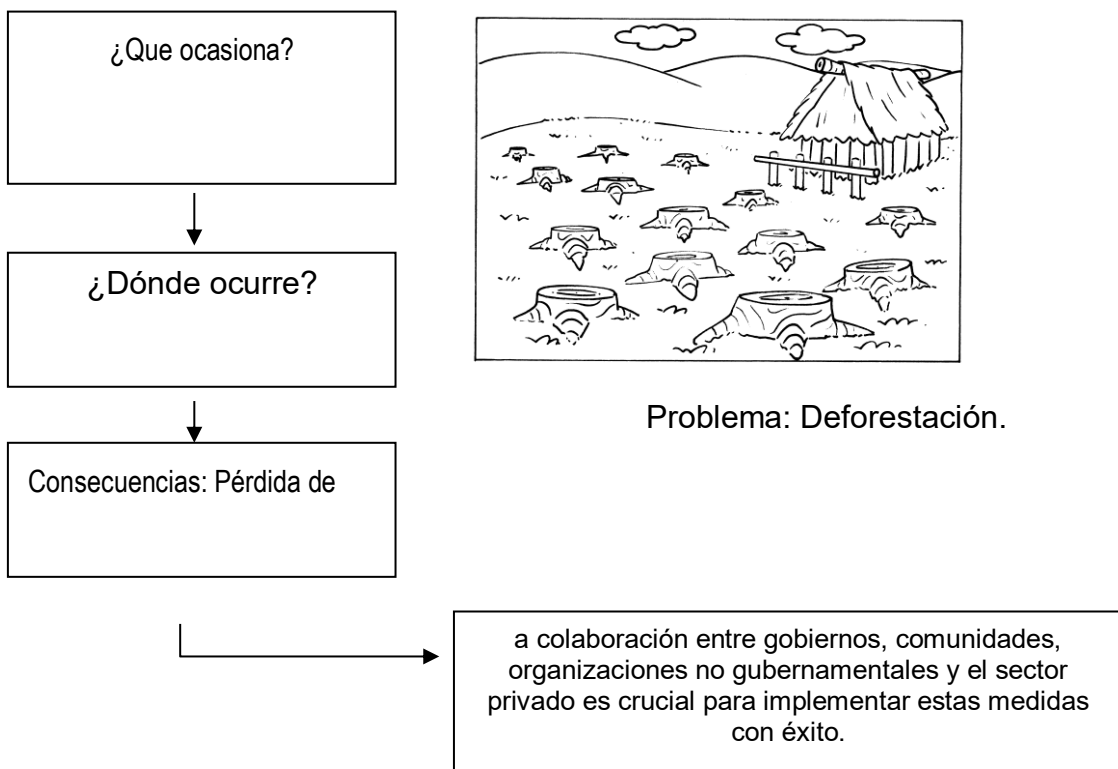 ¿Que ocasiona?
¿Dónde ocurre?
Problema: Deforestación.
Consecuencias: Pérdida de
a colaboración entre gobiernos, comunidades,
organizaciones no gubernamentales y el sector
privado es crucial para implementar estas medidas
con éxito.